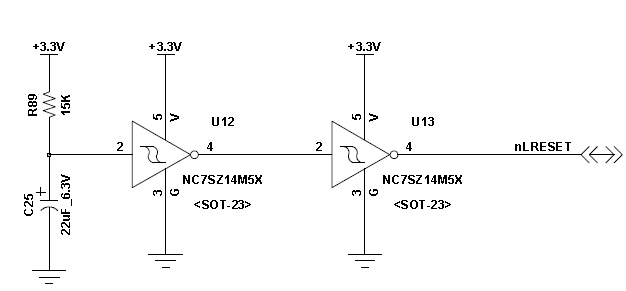 +3.3V
+3.3V
+3.3V
R89
15K
5
V
U12
5
V
U13
2
4
2
4
nLRESET
C25
+
22uF_6.3V
3
G
NC7SZ14M5X
<SOT-23>
3
G
NC7SZ14M5X
<SOT-23>